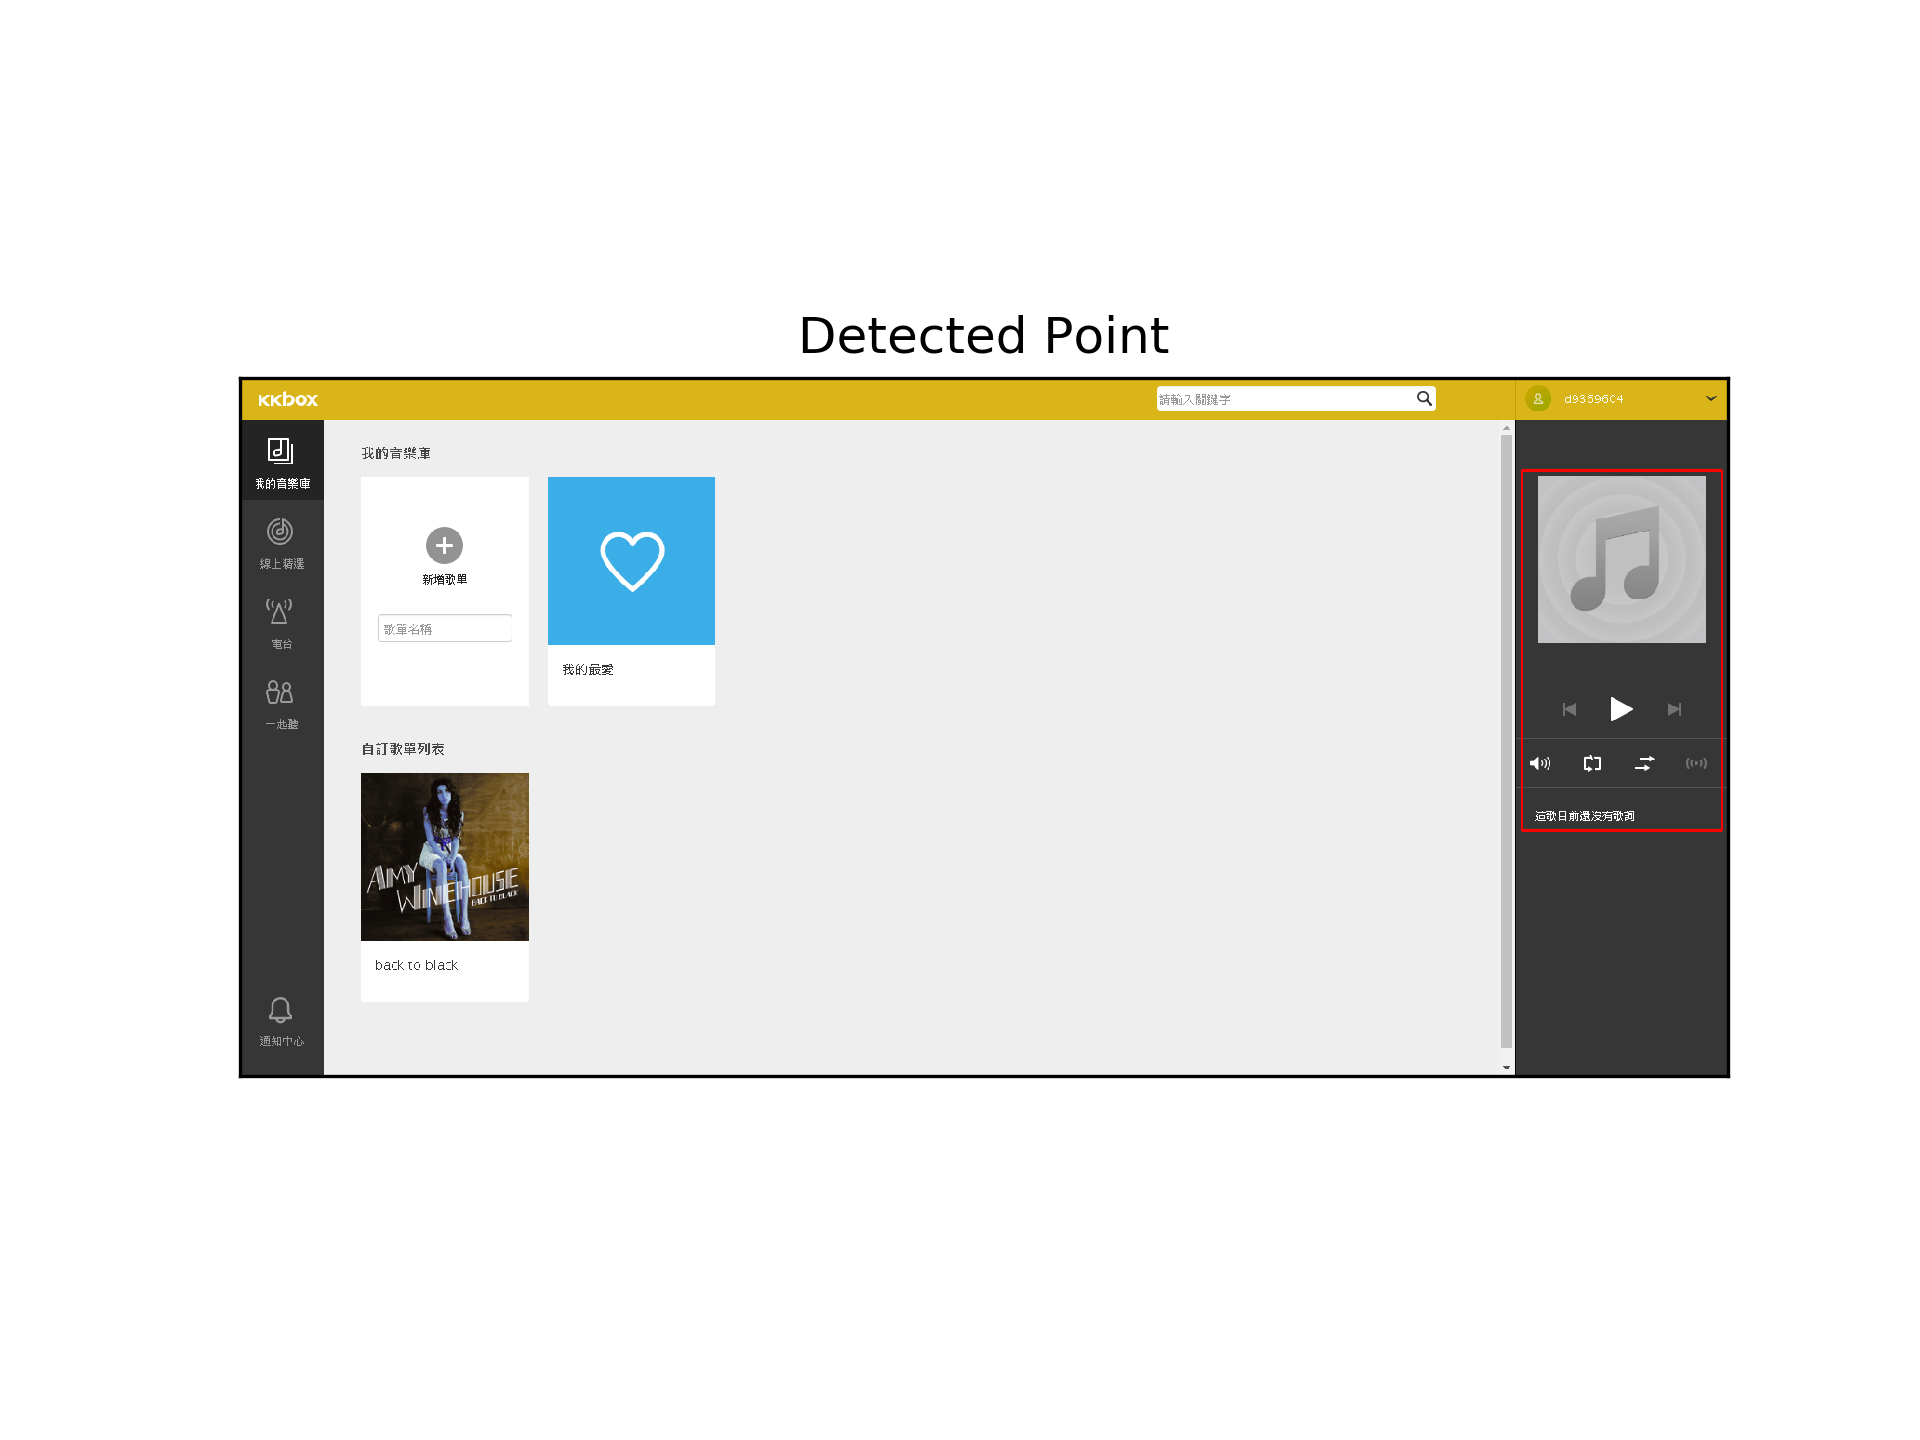 Detected Point
KKBOX
請輸入關鍵字
d9359604
我的音樂庫
線上精選
電台
一起聽
通知中心
我的音樂庫
新增歌單
歌單名稱
我的最愛
自訂歌單列表
AMY
WINEHOUSE
BACK TO BLACK
back to black
這歌目前還沒有歌詞